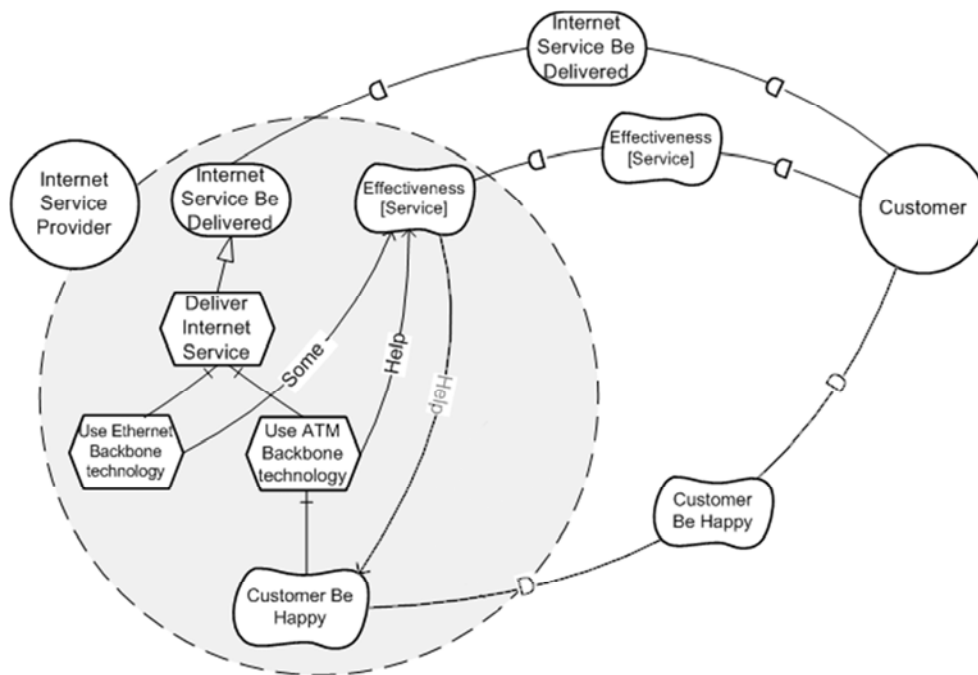 Internet
Service Be
Delivered
Effectiveness
[Service]
Internet
Service
Provider
Internet
Service Be
Delivered
Effectiveness
[Service]
Customer
Deliver
Internet
Service
Some
Help
Help
Use Ethernet
Backbone
technology
Use ATM
Backbone
technology
Customer
Be Happy
Customer Be
Happy